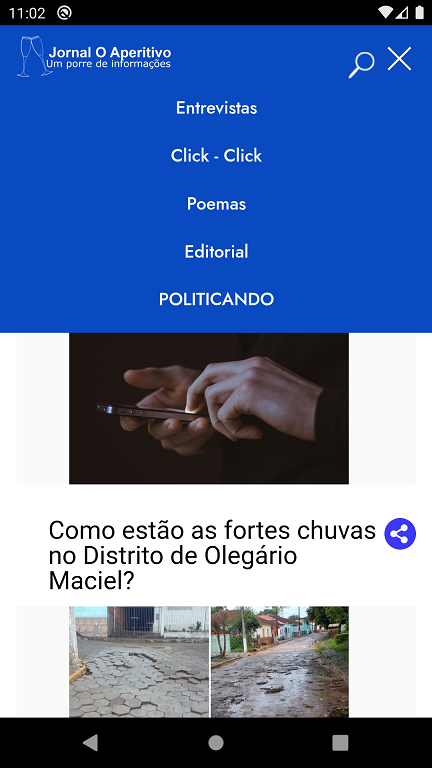 11:02
Jornal O Aperitivo
Um porre de informações
Entrevistas
Click - Click
Poemas
Editorial
POLITICANDO
Como estão as fortes chuvas
no Distrito de Olegário
Maciel?